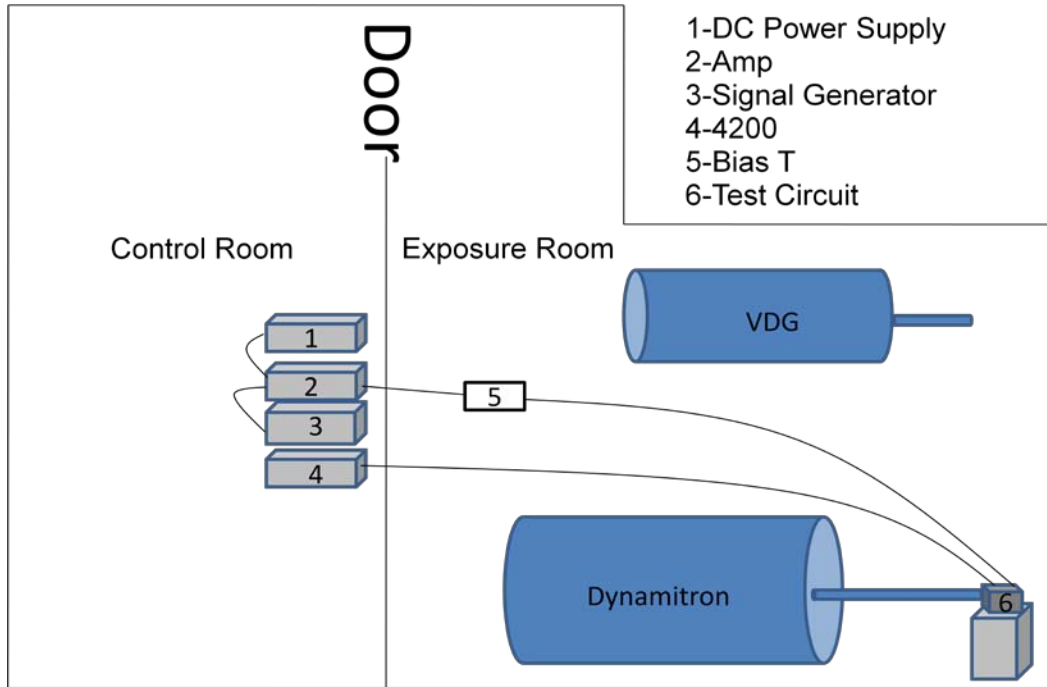 Door
1-DC Power Supply
2-Amp
3-Signal Generator
4-4200
5-Bias T
6-Test Circuit
Control Room
Exposure Room
VDG
1
2
5
3
4
Dynamitron
6